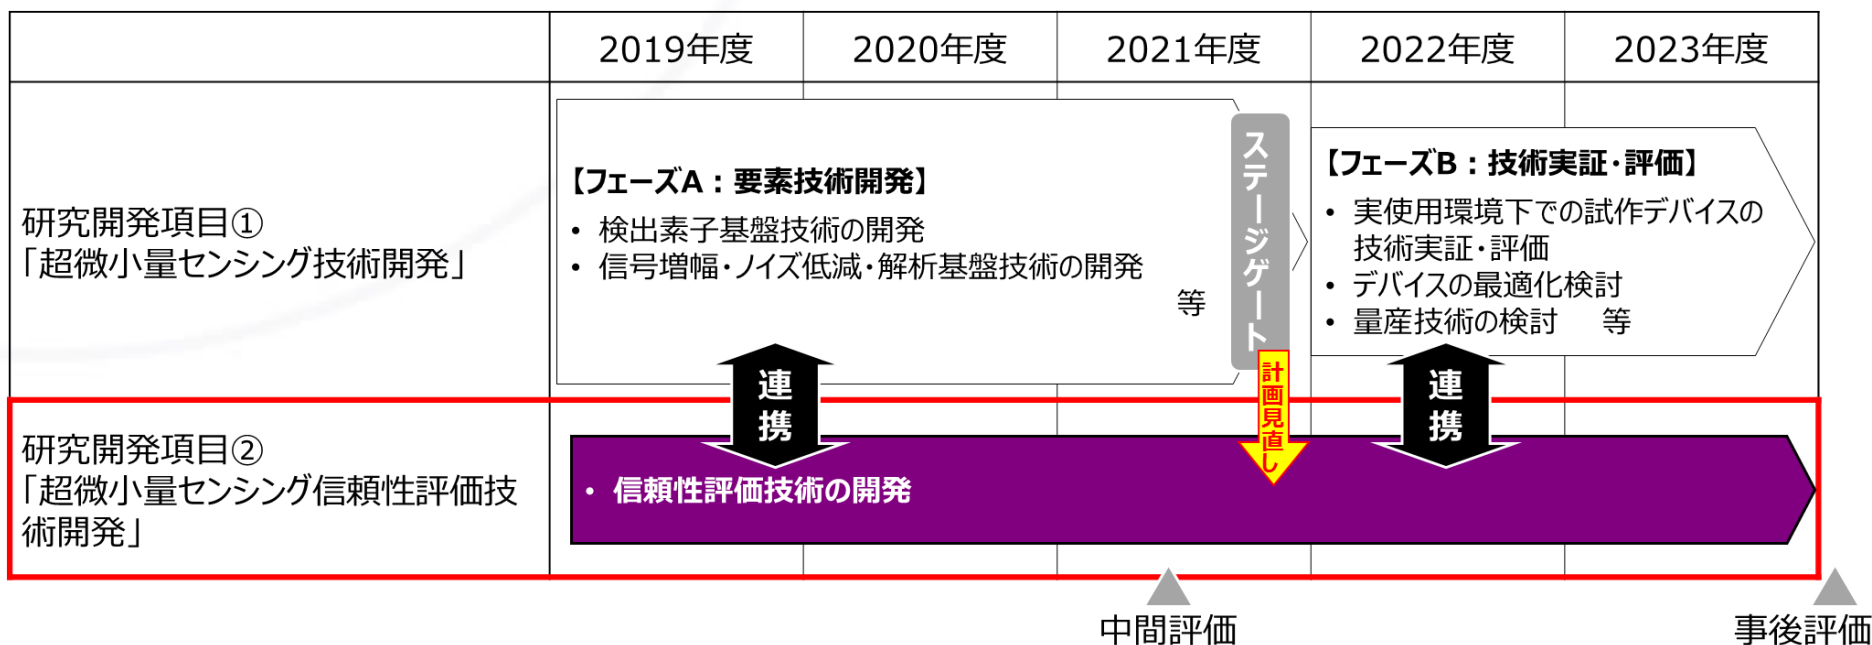 2019年度
2020年度
2021年度
2022年度
2023年度
研究開発項目①
「超微小量センシング技術開発」
【フェーズA：要素技術開発】
• 検出素子基盤技術の開発
• 信号増幅・ノイズ低減・解析基盤技術の開発
等
ステージゲート
【フェーズB：技術実証・評価】
• 実使用環境下での試作デバイスの
技術実証・評価
• デバイスの最適化検討
• 量産技術の検討 等
連携
計画見直し
連携
研究開発項目②
「超微小量センシング信頼性評価技
術開発」
• 信頼性評価技術の開発
中間評価
事後評価